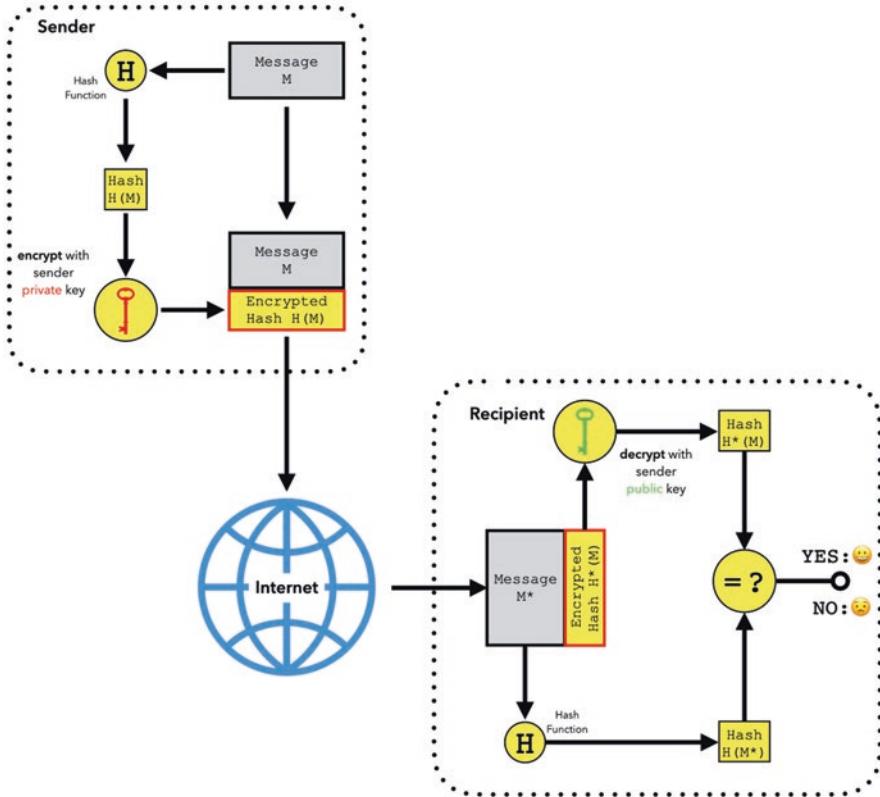 Sender
H
Hash
Function
Message
M
Hash
H(M)
encrypt with
sender
private key
Message
M
Encrypted
Hash H(M)
Internet
Recipient
decrypt with
sender
public key
Hash
H*(M)
Message
M*
Encrypted
Hash H*(M)
= ?
YES:😀
NO:😟
H
Hash
Function
Hash
H(M*)